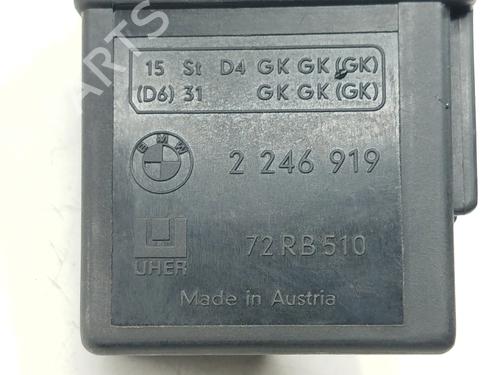 15 St D4 GK GK (GK)
(D6) 31 GK GK (GK)
BMW
2 246 919
72 RB 510
UHER
Made in Austria